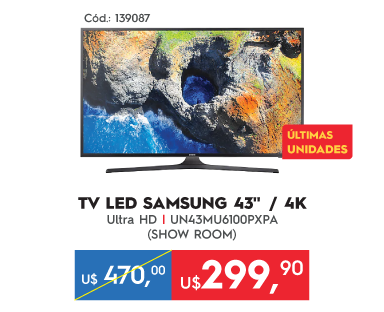 Cód.: 139087
ÚLTIMAS
UNIDADES
TV LED SAMSUNG 43" / 4K
Ultra HD | UN43MU6100PXPA
(SHOW ROOM)
U$ 470,00
U$299,90